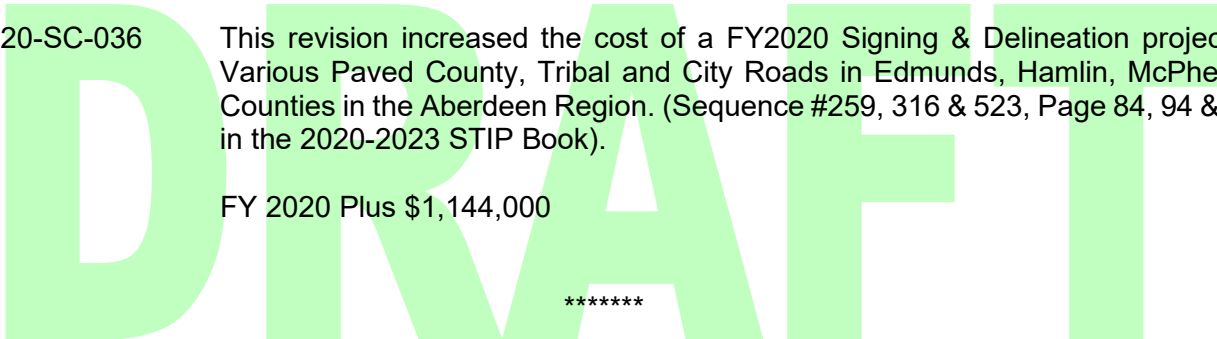 DRAFT
20-SC-036 This revision increased the cost of a FY2020 Signing & Delineation projec
Various Paved County, Tribal and City Roads in Edmunds, Hamlin, McPhe
Counties in the Aberdeen Region. (Sequence #259, 316 & 523, Page 84, 94 &
in the 2020-2023 STIP Book).
FY 2020 Plus $1,144,000
*******